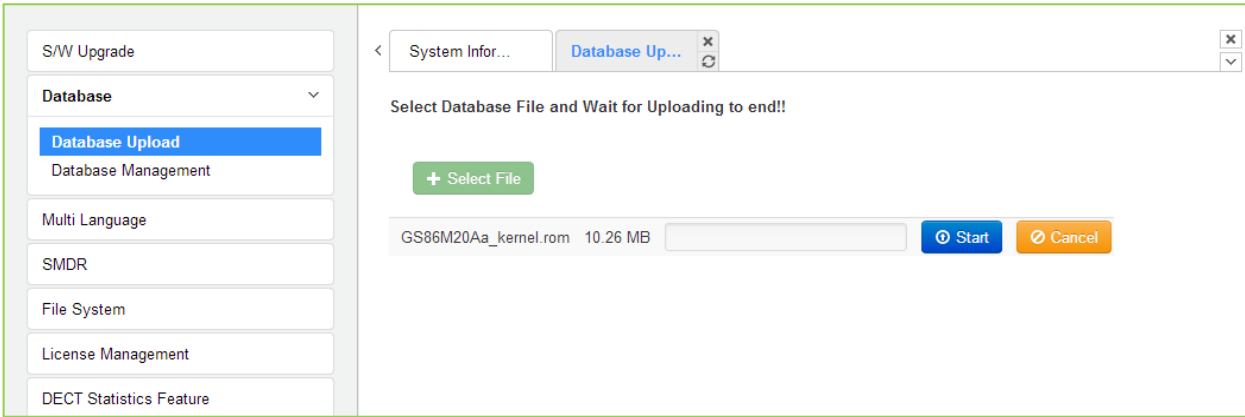 S/W Upgrade
Database
Database Upload
Database Management
Multi Language
SMDR
File System
License Management
DECT Statistics Feature
System Infor...
Database Up...
Select Database File and Wait for Uploading to end!!
Select File
GS86M20Aa_kernel.rom 10.26 MB Start Cancel